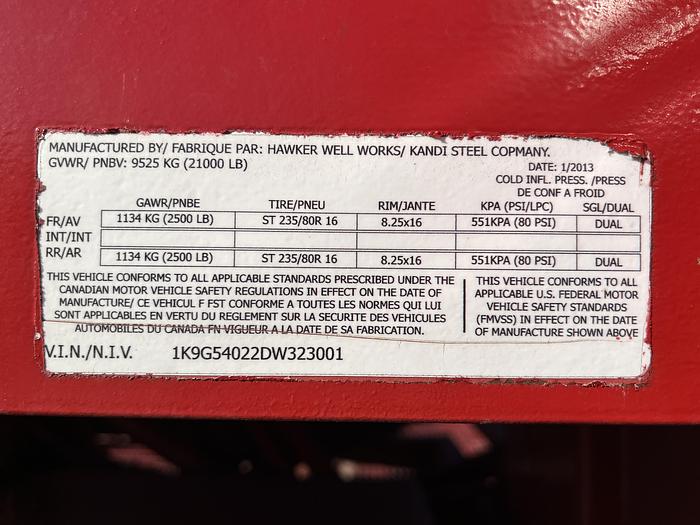 MANUFACTURED BY/ FABRIQUE PAR: HAWKER WELL WORKS/ KANDI STEEL COPMANY.
GVWR/ PNBV: 9525 KG (21000 LB)
DATE: 1/2013
COLD INFL. PRESS. /PRESS
DE CONF A FROID
GAWR/PNBE TIRE/PNEU RIM/JANTE KPA (PSI/LPC) SGL/DUAL
FR/AV 1134 KG (2500 LB) ST 235/80R 16 8.25x16 551KPA (80 PSI) DUAL
INT/INT
RR/AR 1134 KG (2500 LB) ST 235/80R 16 8.25x16 551KPA (80 PSI) DUAL
THIS VEHICLE CONFORMS TO ALL APPLICABLE STANDARDS PRESCRIBED UNDER THE
CANADIAN MOTOR VEHICLE SAFETY REGULATIONS IN EFFECT ON THE DATE OF
MANUFACTURE/ CE VEHICUL F FST CONFORME A TOUTES LES NORMES QUI LUI
SONT APPLICABLES EN VERTU DU REGLEMENT SUR LA SECURITE DES VEHICULES
AUTOMOBILES DU CANADA FN VIGUEUR A LA DATE DE SA FABRICATION.
THIS VEHICLE CONFORMS TO ALL
APPLICABLE U.S. FEDERAL MOTOR
VEHICLE SAFETY STANDARDS
(FMVSS) IN EFFECT ON THE DATE
OF MANUFACTURE SHOWN ABOVE
V.I.N./N.I.V. 1K9G54022DW323001